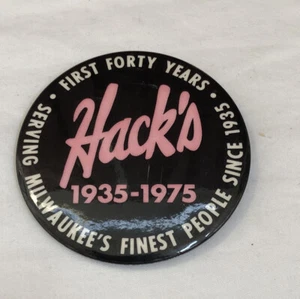 · FIRST FORTY YEARS ·
Hack's
1935-1975
SERVING MILWAUKEE'S FINEST PEOPLE SINCE 1935